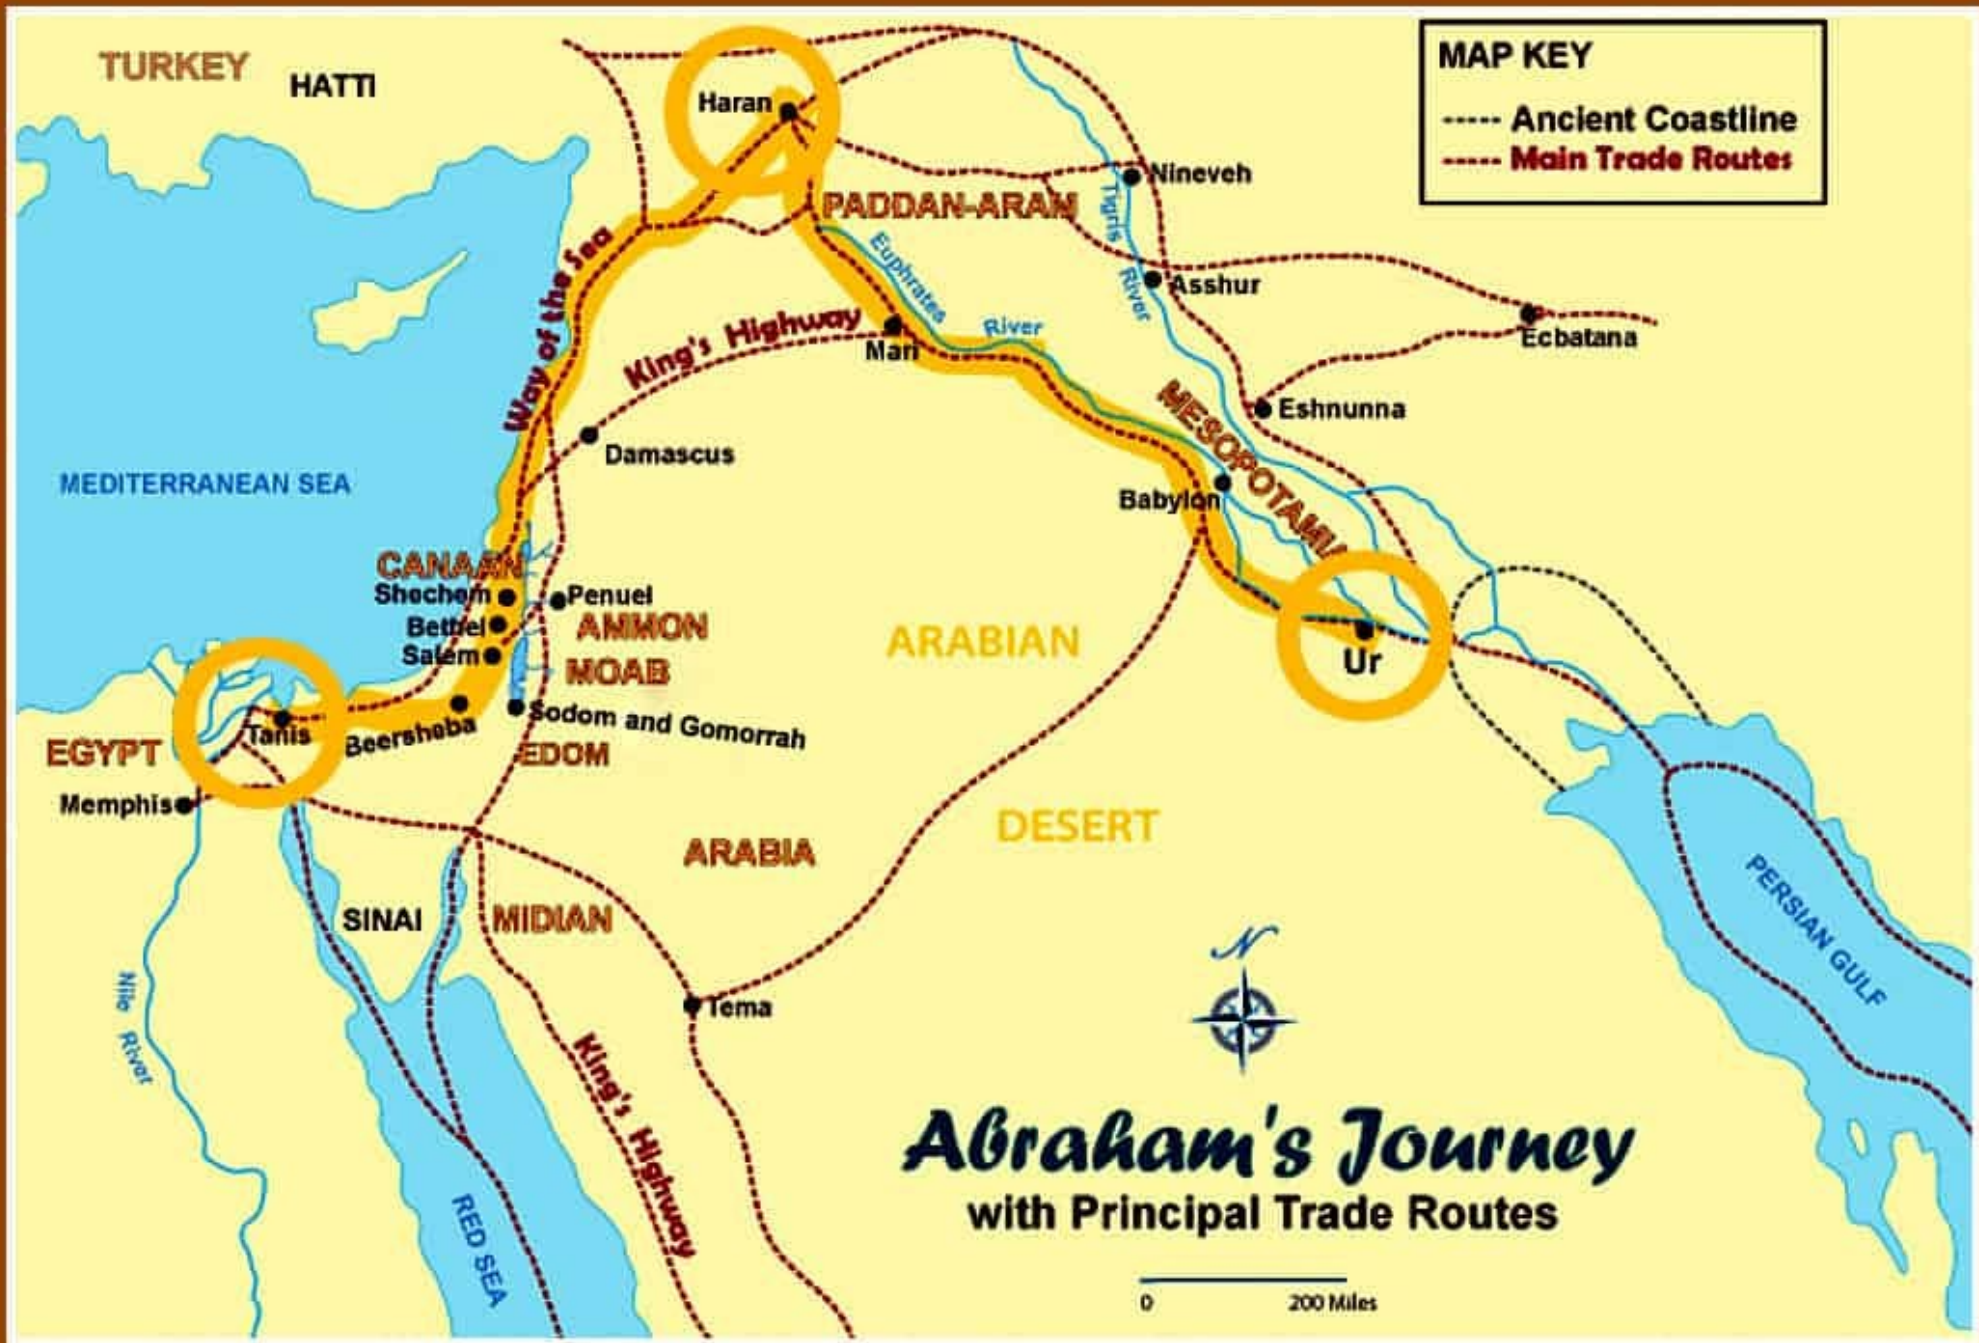 TURKEY
HATTI
MAP KEY
Ancient Coastline
Main Trade Routes
Haran
Nineveh
PADDAN-ARAM
Tigris
River
Euphrates
River
Asshur
Ecbatana
Way of the Sea
King's Highway
Mari
Eshnunna
MESOPOTAMIA
Damascus
MEDITERRANEAN SEA
Babylon
CANAAN
Shechem
Penuel
Bethel
AMMON
Salem
MOAB
ARABIAN
Ur
Tanis
Beersheba
Sodom and Gomorrah
EGYPT
EDOM
Memphis
DESERT
ARABIA
SINAI
MIDIAN
PERSIAN GULF
N
Nile River
Tema
King's Highway
RED SEA
Abraham's Journey
with Principal Trade Routes
0 200 Miles